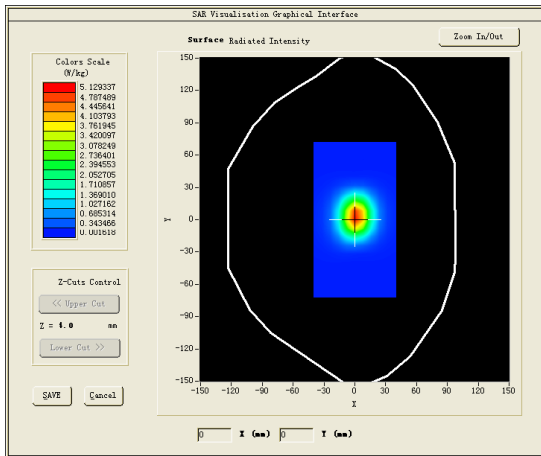 SAR Visualisation Graphical Interface
Surface Radiated Intensity
Zoom In/Out
Colors Scale
(W/kg)
5.129337
4.787489
4.445641
4.103793
3.761945
3.420097
3.078249
2.736401
2.394553
2.052705
1.710857
1.369010
1.027162
0.685314
0.343466
0.001618
Z-Cuts Control
<< Upper Cut
Z = 4.0 mm
Lower Cut >>
SAVE Cancel
150
120
90
60
30
0
-30
-60
-90
-120
-150
Y
-150 -120 -90 -60 -30 0 30 60 90 120 150
X
0 X (mm) 0 Y (mm)